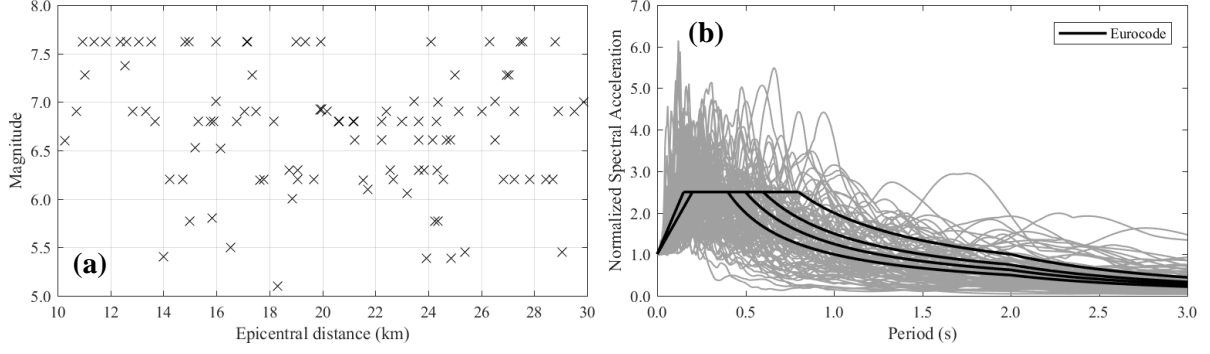 8.0
7.5
7.0
6.5
6.0
5.5
5.0
Magnitude
(a)
10 12 14 16 18 20 22 24 26 28 30
Epicentral distance (km)
7.0
6.0
5.0
4.0
3.0
2.0
1.0
0.0
Normalized Spectral Acceleration
(b)
Eurocode
0.0 0.5 1.0 1.5 2.0 2.5 3.0
Period (s)